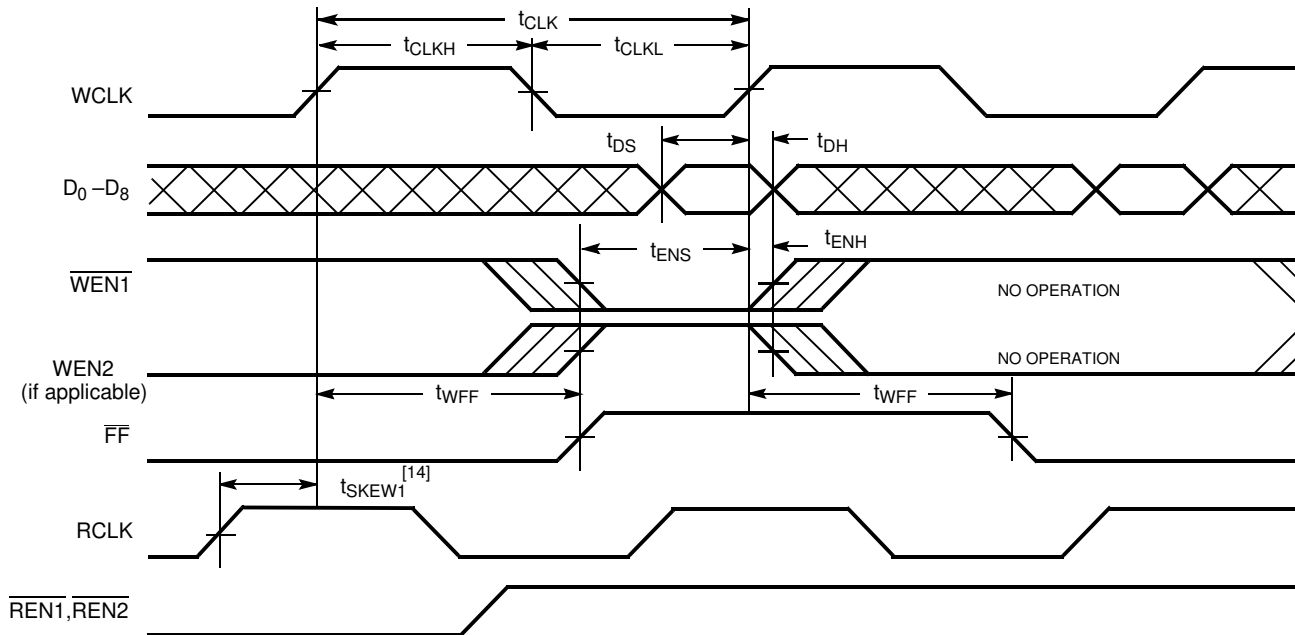 tCLK
tCLKH tCLKL
WCLK
tDS tDH
D0 –D8
tENS tENH
WEN1
NO OPERATION
WEN2
(if applicable)
NO OPERATION
tWFF tWFF
FF
tSKEW1 [14]
RCLK
REN1,REN2